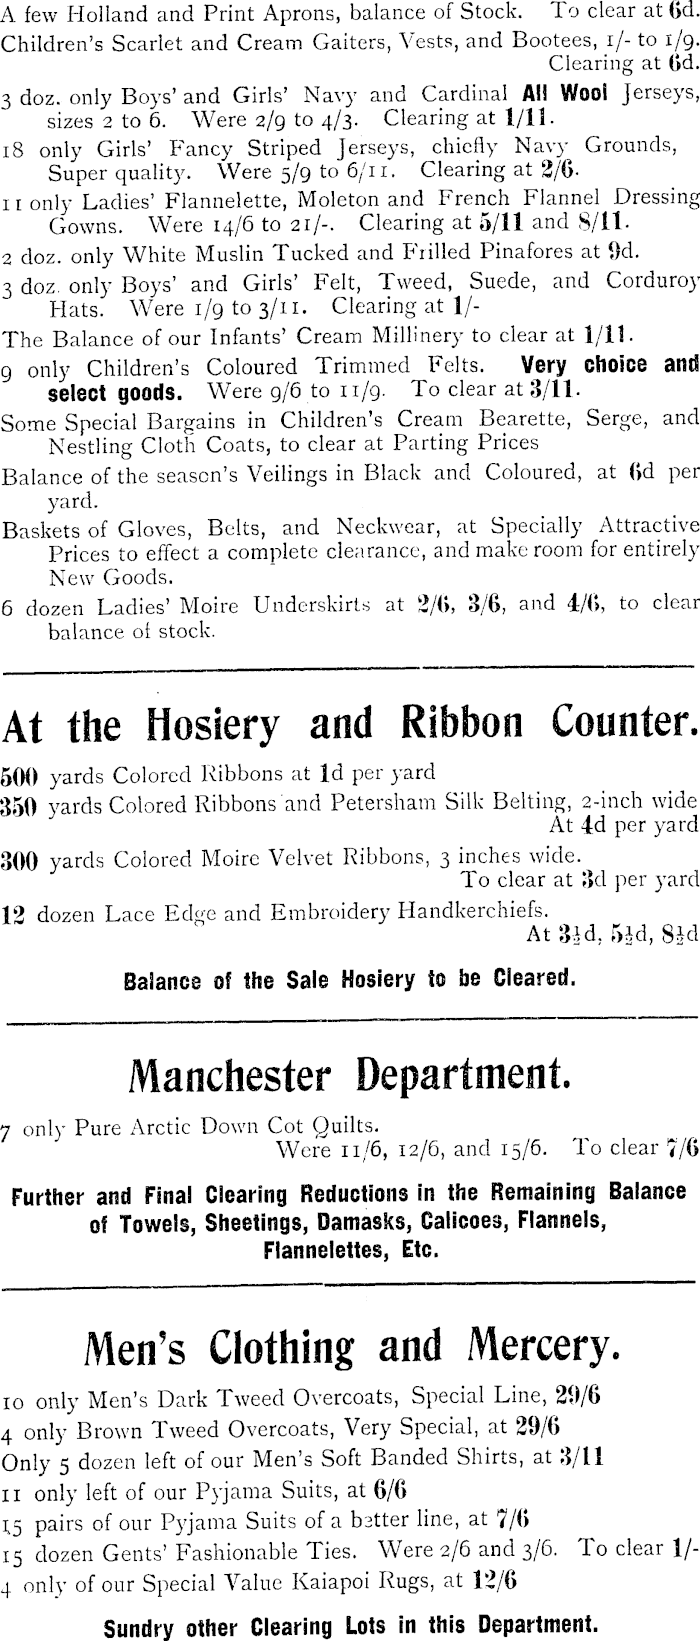 A few Holland and Print Aprons, balance of Stock. To clear at 6d.
Children's Scarlet and Cream Gaiters, Vests, and Bootees, 1/- to 1/9.
Clearing at 6d.
3 doz. only Boys' and Girls' Navy and Cardinal All Wool Jerseys,
sizes 2 to 6. Were 2/9 to 4/3. Clearing at 1/11.
18 only Girls' Fancy Striped Jerseys, chiefly Navy Grounds,
Super quality. Were 5/9 to 6/11. Clearing at 2/6.
11 only Ladies' Flannelette, Moleton and French Flannel Dressing
Gowns. Were 14/6 to 21/-. Clearing at 5/11 and 8/11.
2 doz. only White Muslin Tucked and Frilled Pinafores at 9d.
3 doz. only Boys' and Girls' Felt, Tweed, Suede, and Corduroy
Hats. Were 1/9 to 3/11. Clearing at 1/-
The Balance of our Infants' Cream Millinery to clear at 1/11.
9 only Children's Coloured Trimmed Felts. Very choice and
select goods. Were 9/6 to 11/9. To clear at 3/11.
Some Special Bargains in Children's Cream Bearette, Serge, and
Nestling Cloth Coats, to clear at Parting Prices
Balance of the season's Veilings in Black and Coloured, at 6d per
yard.
Baskets of Gloves, Belts, and Neckwear, at Specially Attractive
Prices to effect a complete clearance, and make room for entirely
New Goods.
6 dozen Ladies' Moire Underskirts at 2/6, 3/6, and 4/6, to clear
balance of stock.
At the Hosiery and Ribbon Counter.
500 yards Colored Ribbons at 1d per yard
350 yards Colored Ribbons and Petersham Silk Belting, 2-inch wide
At 4d per yard
300 yards Colored Moire Velvet Ribbons, 3 inches wide.
To clear at 3d per yard
12 dozen Lace Edge and Embroidery Handkerchiefs.
At 3½d, 5½d, 8½d
Balance of the Sale Hosiery to be Cleared.
Manchester Department.
7 only Pure Arctic Down Cot Quilts.
Were 11/6, 12/6, and 15/6. To clear 7/6
Further and Final Clearing Reductions in the Remaining Balance
of Towels, Sheetings, Damasks, Calicoes, Flannels,
Flannelettes, Etc.
Men's Clothing and Mercery.
10 only Men's Dark Tweed Overcoats, Special Line, 29/6
4 only Brown Tweed Overcoats, Very Special, at 29/6
Only 5 dozen left of our Men's Soft Banded Shirts, at 3/11
11 only left of our Pyjama Suits, at 6/6
15 pairs of our Pyjama Suits of a better line, at 7/6
15 dozen Gents' Fashionable Ties. Were 2/6 and 3/6. To clear 1/-
4 only of our Special Value Kaiapoi Rugs, at 12/6
Sundry other Clearing Lots in this Department.